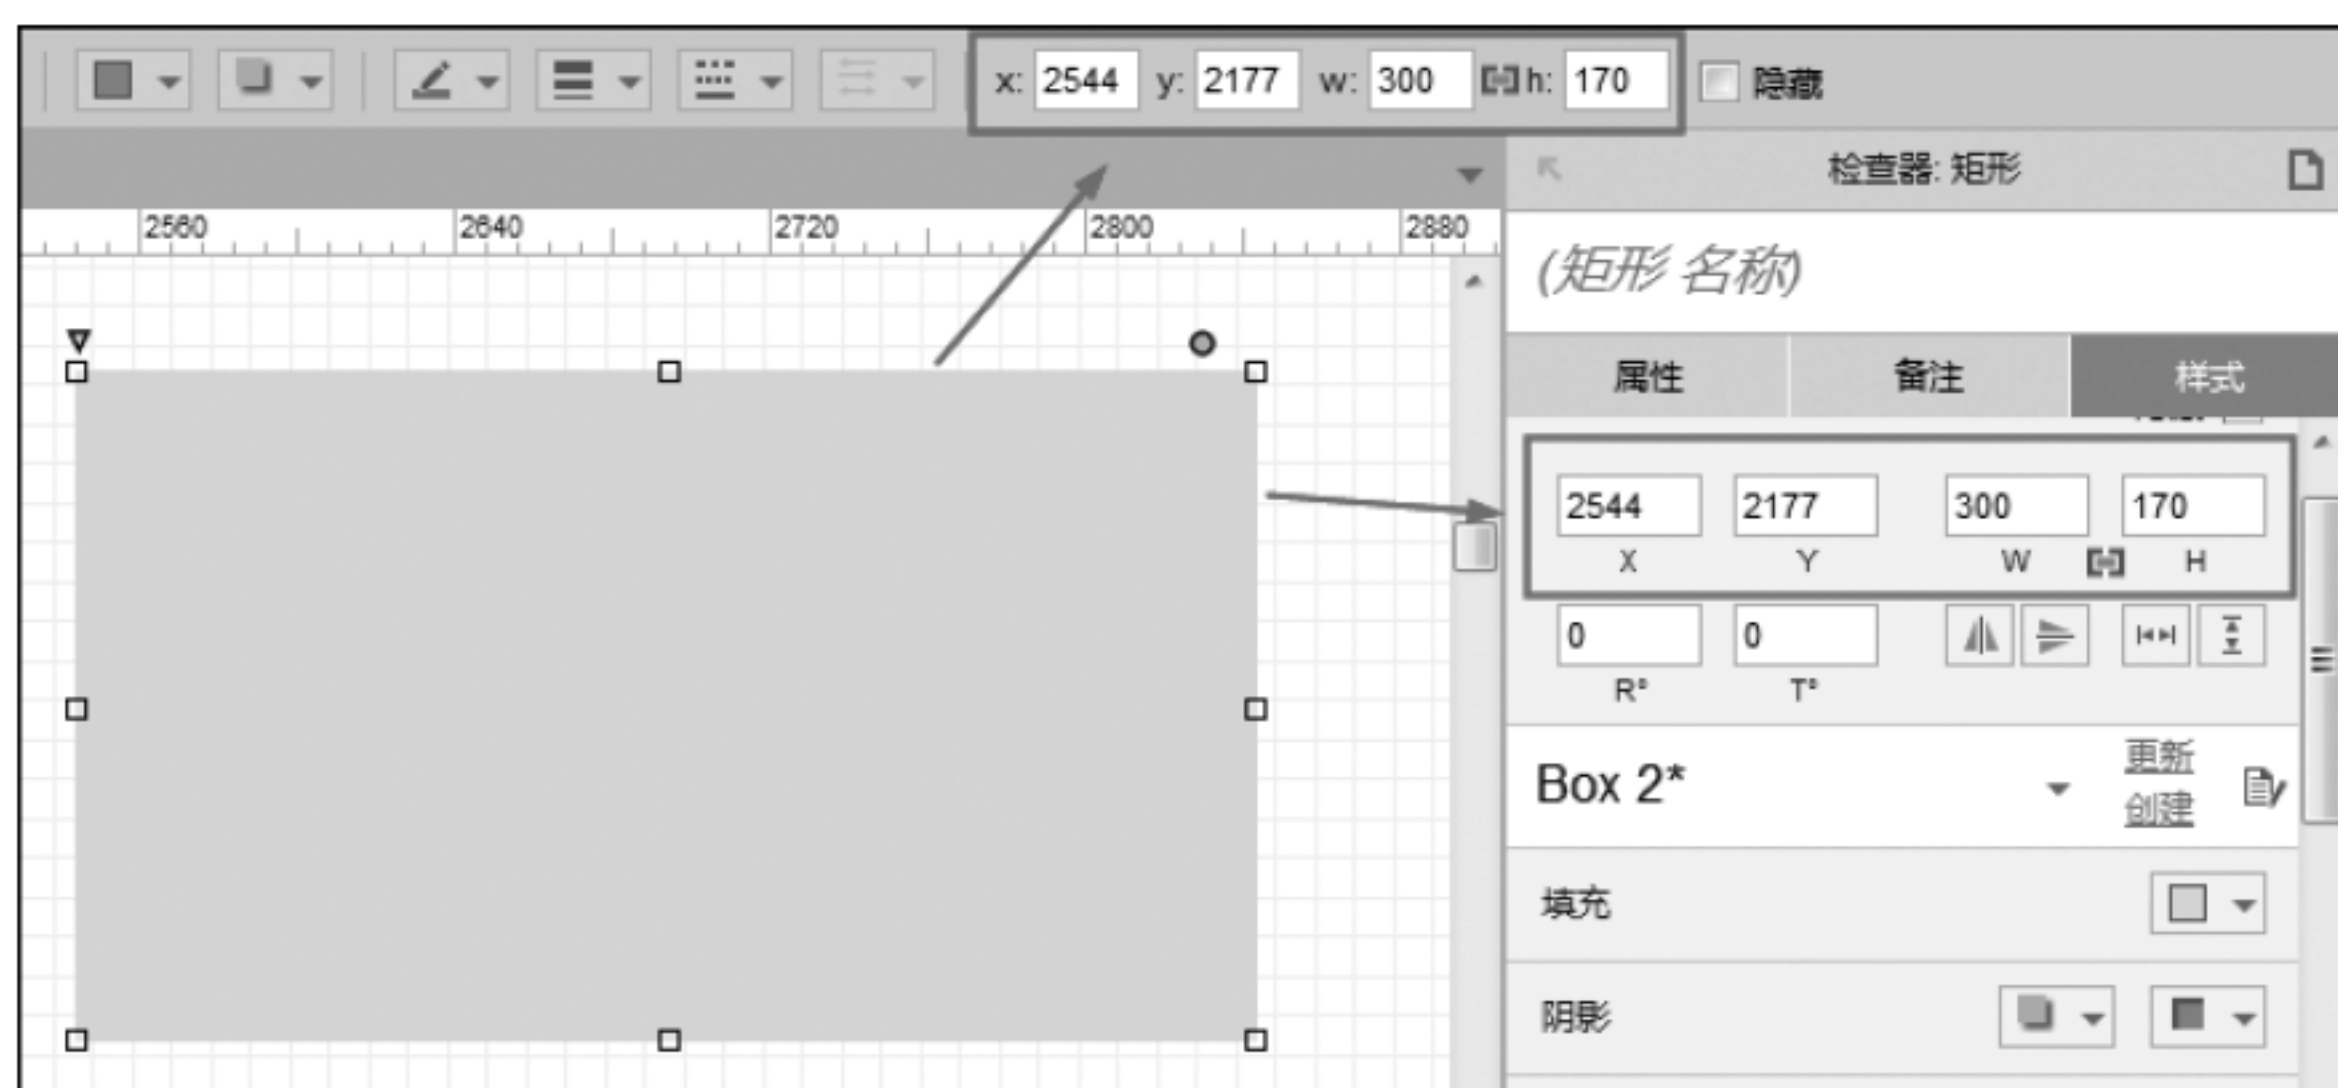 x: 2544 y: 2177 w: 300 h: 170 隐藏
检查器: 矩形
2560 2640 2720 2800 2880
(矩形 名称)
属性 备注 样式
2544 2177 300 170
X Y W H
0 0
R° T°
Box 2*
更新
创建
填充
阴影